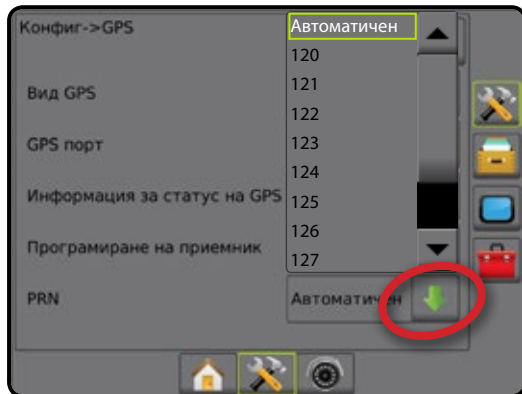 Конфиг->GPS
Вид GPS
GPS порт
Информация за статус на GPS
Програмиране на приемник
PRN
Автоматичен
120
121
122
123
124
125
126
127
Автоматичен